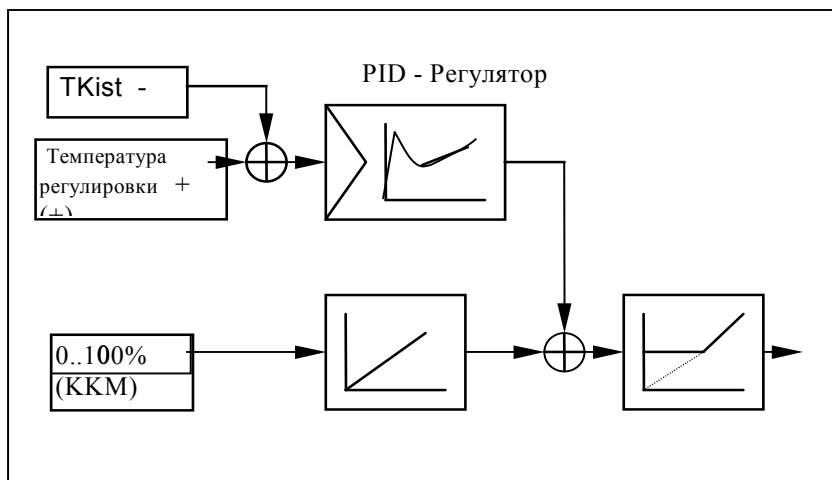 PID - Регулятор
TKist -
Температура
регулировки +
(+)
0..100%
(KKM)